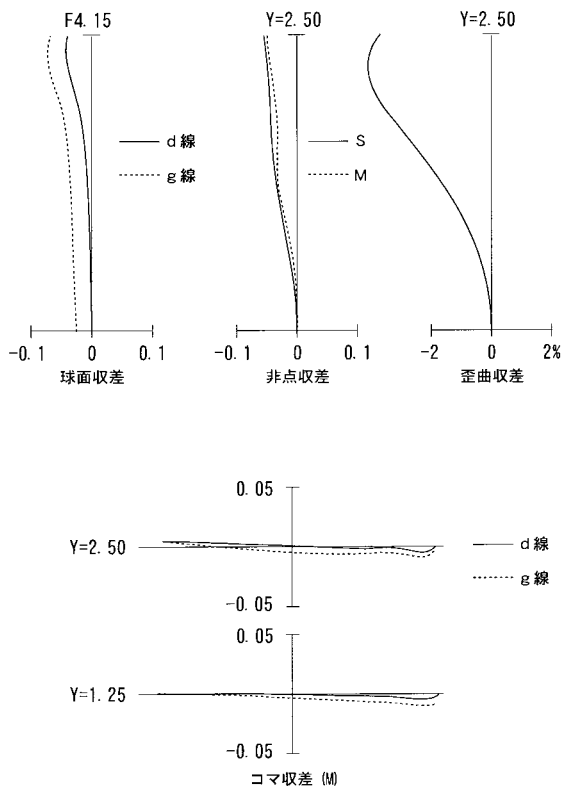 F4.15
d線
g線
-0.1 0 0.1
球面収差
Y=2.50
S
M
-0.1 0 0.1
非点収差
Y=2.50
-2 0 2%
歪曲収差
0.05
Y=2.50
-0.05
d線
g線
0.05
Y=1.25
-0.05
コマ収差 (M)